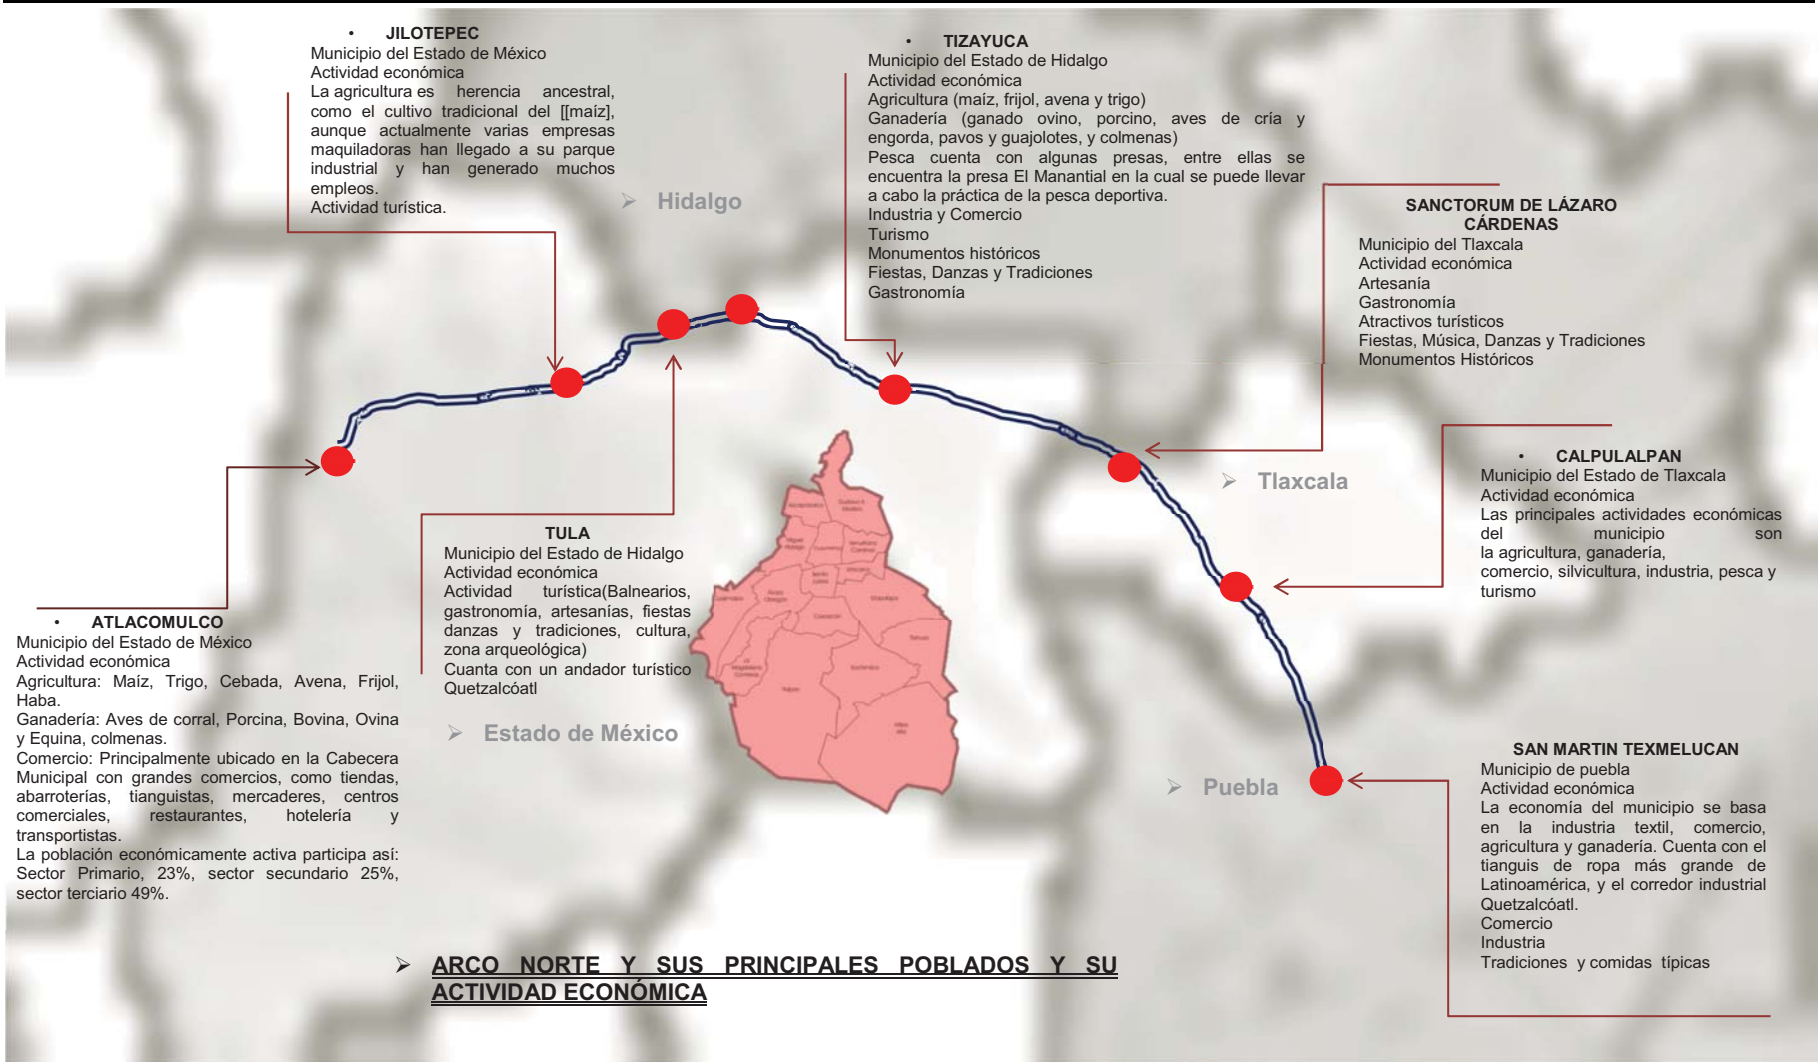 • JILOTEPEC
Municipio del Estado de México
Actividad económica
La agricultura es herencia ancestral,
como el cultivo tradicional del [[maíz],
aunque actualmente varias empresas
maquiladoras han llegado a su parque
industrial y han generado muchos
empleos.
Actividad turística.
• TIZAYUCA
Municipio del Estado de Hidalgo
Actividad económica
Agricultura (maíz, frijol, avena y trigo)
Ganadería (ganado ovino, porcino, aves de cría y
engorda, pavos y guajolotes, y colmenas)
Pesca cuenta con algunas presas, entre ellas se
encuentra la presa El Manantial en la cual se puede llevar
a cabo la práctica de la pesca deportiva.
Industria y Comercio
Turismo
Monumentos históricos
Fiestas, Danzas y Tradiciones
Gastronomía
➢ Hidalgo
SANCTORUM DE LÁZARO
CÁRDENAS
Municipio del Tlaxcala
Actividad económica
Artesanía
Gastronomía
Atractivos turísticos
Fiestas, Música, Danzas y Tradiciones
Monumentos Históricos
• CALPULALPAN
Municipio del Estado de Tlaxcala
Actividad económica
Las principales actividades económicas
del municipio son
la agricultura, ganadería,
comercio, silvicultura, industria, pesca y
turismo
➢ Tlaxcala
TULA
Municipio del Estado de Hidalgo
Actividad económica
Actividad turística(Balnearios,
gastronomía, artesanías, fiestas
danzas y tradiciones, cultura,
zona arqueológica)
Cuanta con un andador turístico
Quetzalcóatl
➢ Estado de México
• ATLACOMULCO
Municipio del Estado de México
Actividad económica
Agricultura: Maíz, Trigo, Cebada, Avena, Frijol,
Haba.
Ganadería: Aves de corral, Porcina, Bovina, Ovina
y Equina, colmenas.
Comercio: Principalmente ubicado en la Cabecera
Municipal con grandes comercios, como tiendas,
abarroterías, tianguistas, mercaderes, centros
comerciales, restaurantes, hotelería y
transportistas.
La población económicamente activa participa así:
Sector Primario, 23%, sector secundario 25%,
sector terciario 49%.
➢ Puebla
SAN MARTIN TEXMELUCAN
Municipio de puebla
Actividad económica
La economía del municipio se basa
en la industria textil, comercio,
agricultura y ganadería. Cuenta con el
tianguis de ropa más grande de
Latinoamérica, y el corredor industrial
Quetzalcóatl.
Comercio
Industria
Tradiciones y comidas típicas
➢ ARCO NORTE Y SUS PRINCIPALES POBLADOS Y SU
ACTIVIDAD ECONÓMICA